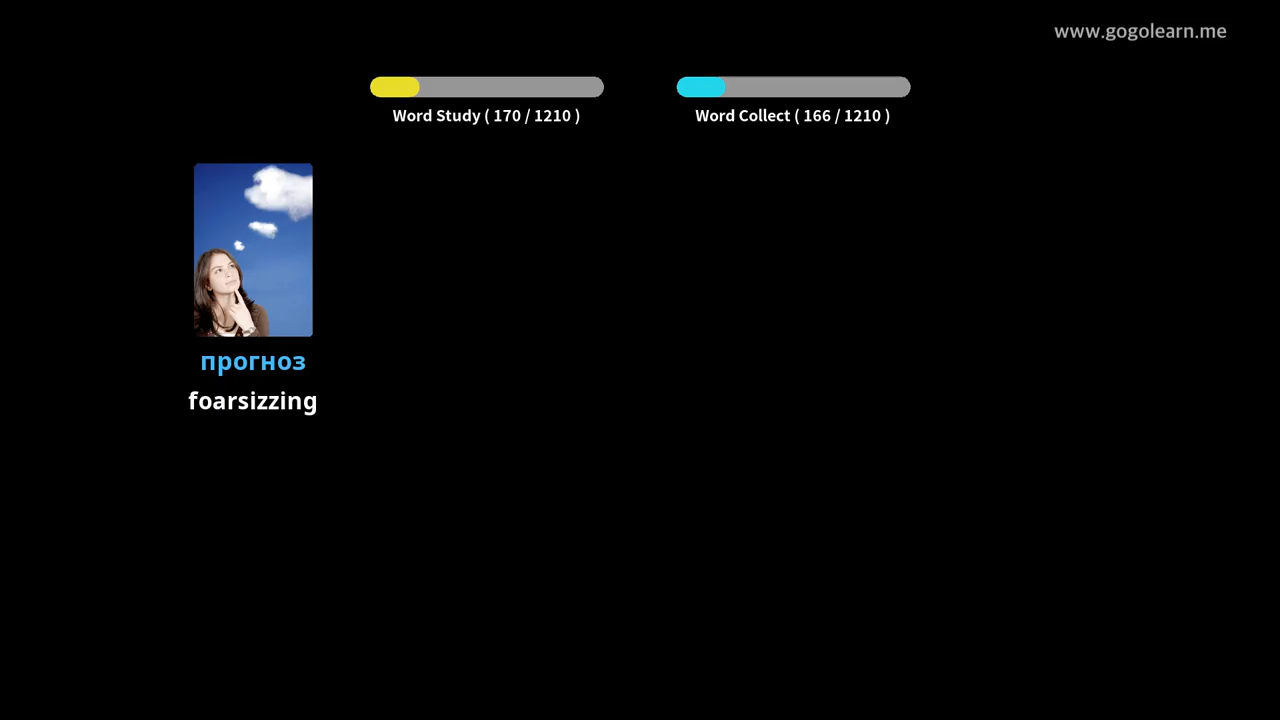 www.gogolearn.me
Word Study ( 170 / 1210 )
Word Collect ( 166 / 1210 )
прогноз
foarsizzing